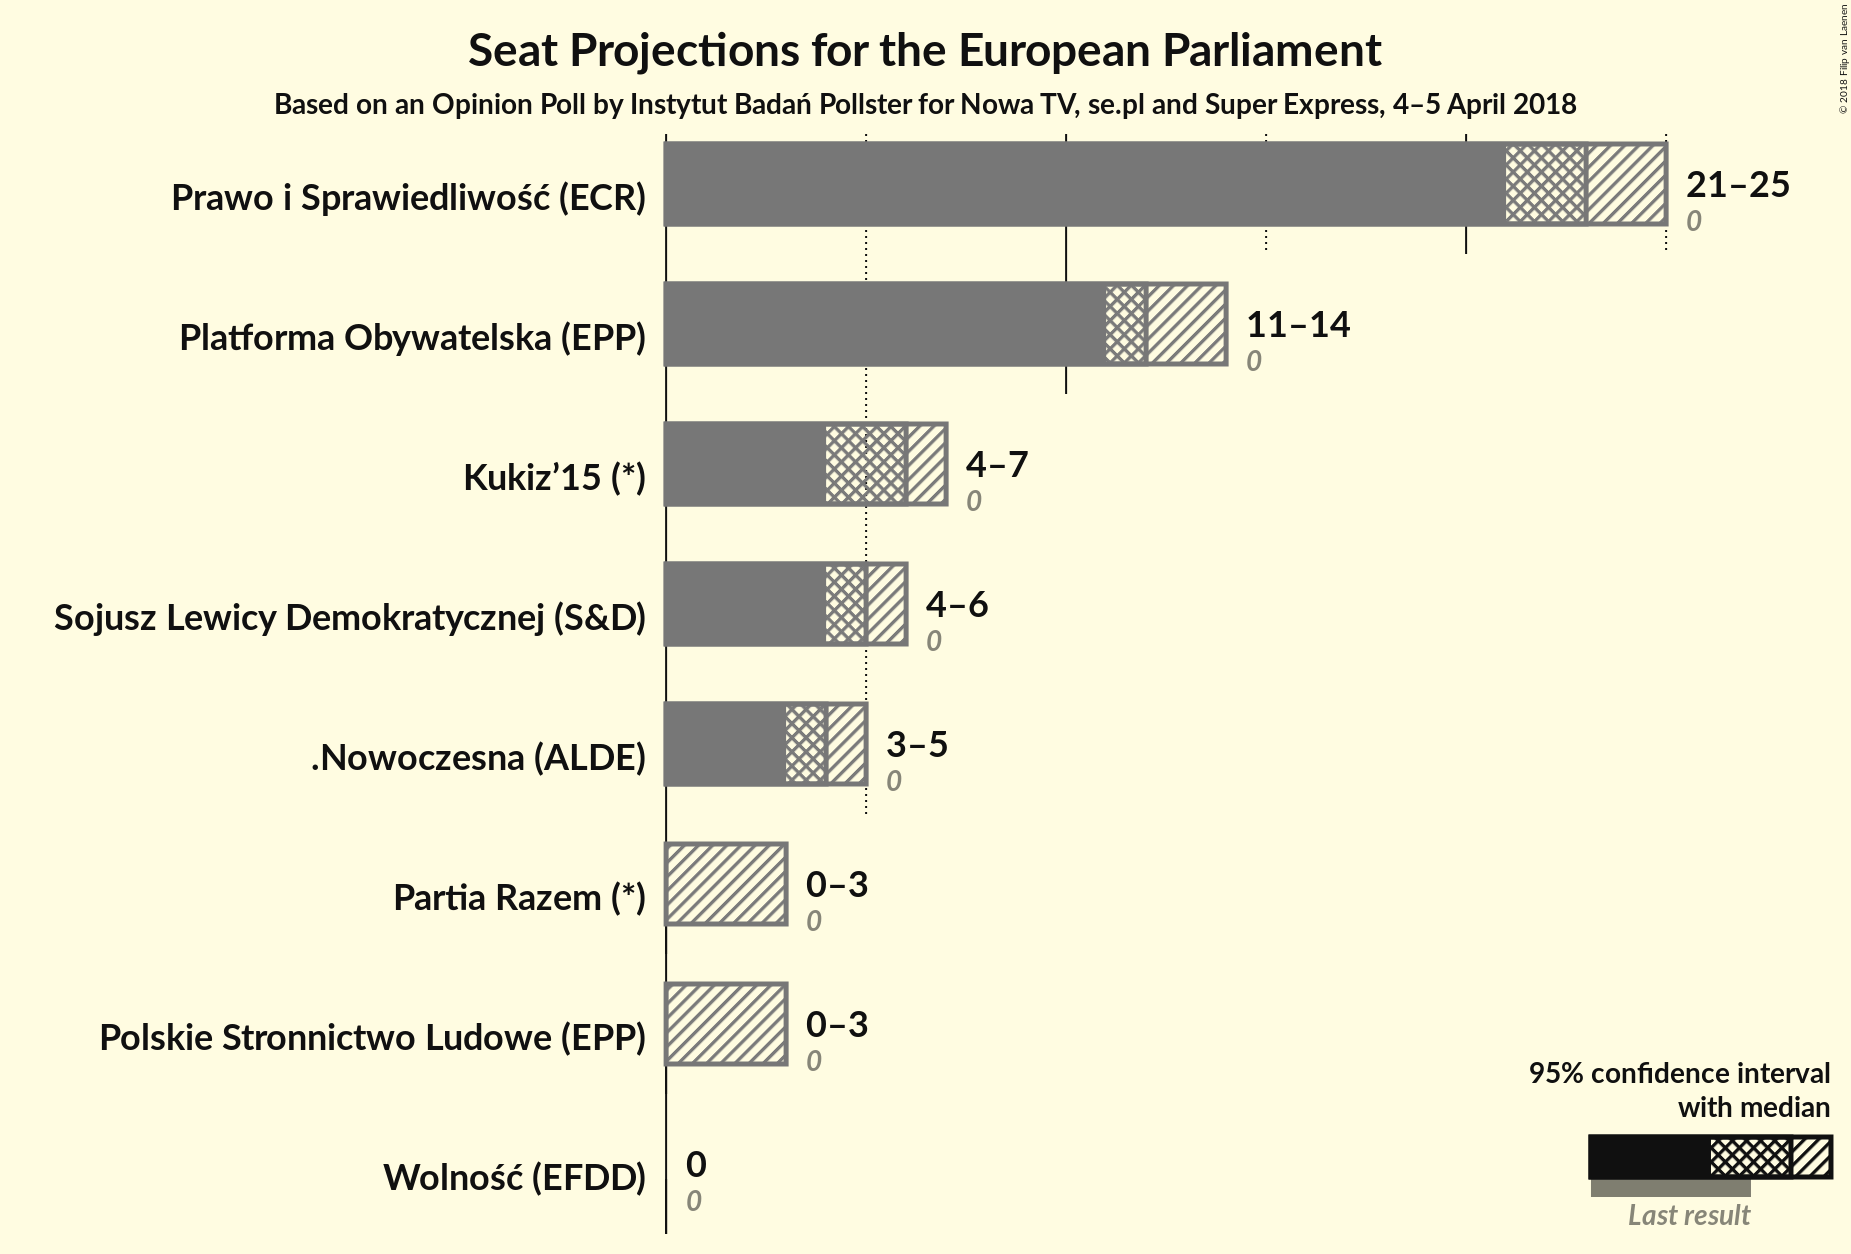 Seat Projections for the European Parliament
Based on an Opinion Poll by Instytut Badań Pollster for Nowa TV, se.pl and Super Express, 4–5 April 2018
© 2018 Filip van Laenen
Prawo i Sprawiedliwość (ECR)
21–25
0
Platforma Obywatelska (EPP)
11–14
0
Kukiz’15 (*)
4–7
0
Sojusz Lewicy Demokratycznej (S&D)
4–6
0
.Nowoczesna (ALDE)
3–5
0
Partia Razem (*)
0–3
0
Polskie Stronnictwo Ludowe (EPP)
0–3
0
Wolność (EFDD)
0
0
95% confidence interval
with median
Last result